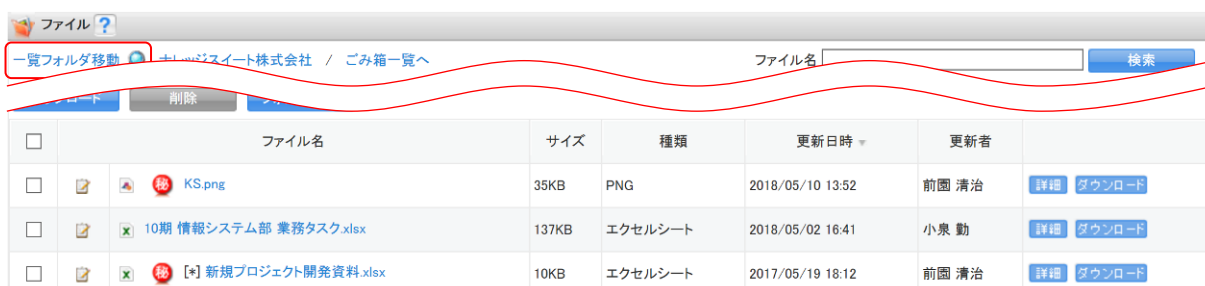 ファイル ?
一覧フォルダ移動 ナレッジスイート株式会社 / ごみ箱一覧へ ファイル名 検索
ダウンロード 削除
ファイル名 サイズ 種類 更新日時 更新者
秘 KS.png 35KB PNG 2018/05/10 13:52 前園 清治 詳細 ダウンロード
10期 情報システム部 業務タスク.xlsx 137KB エクセルシート 2018/05/02 16:41 小泉 勤 詳細 ダウンロード
秘 [*] 新規プロジェクト開発資料.xlsx 10KB エクセルシート 2017/05/19 18:12 前園 清治 詳細 ダウンロード